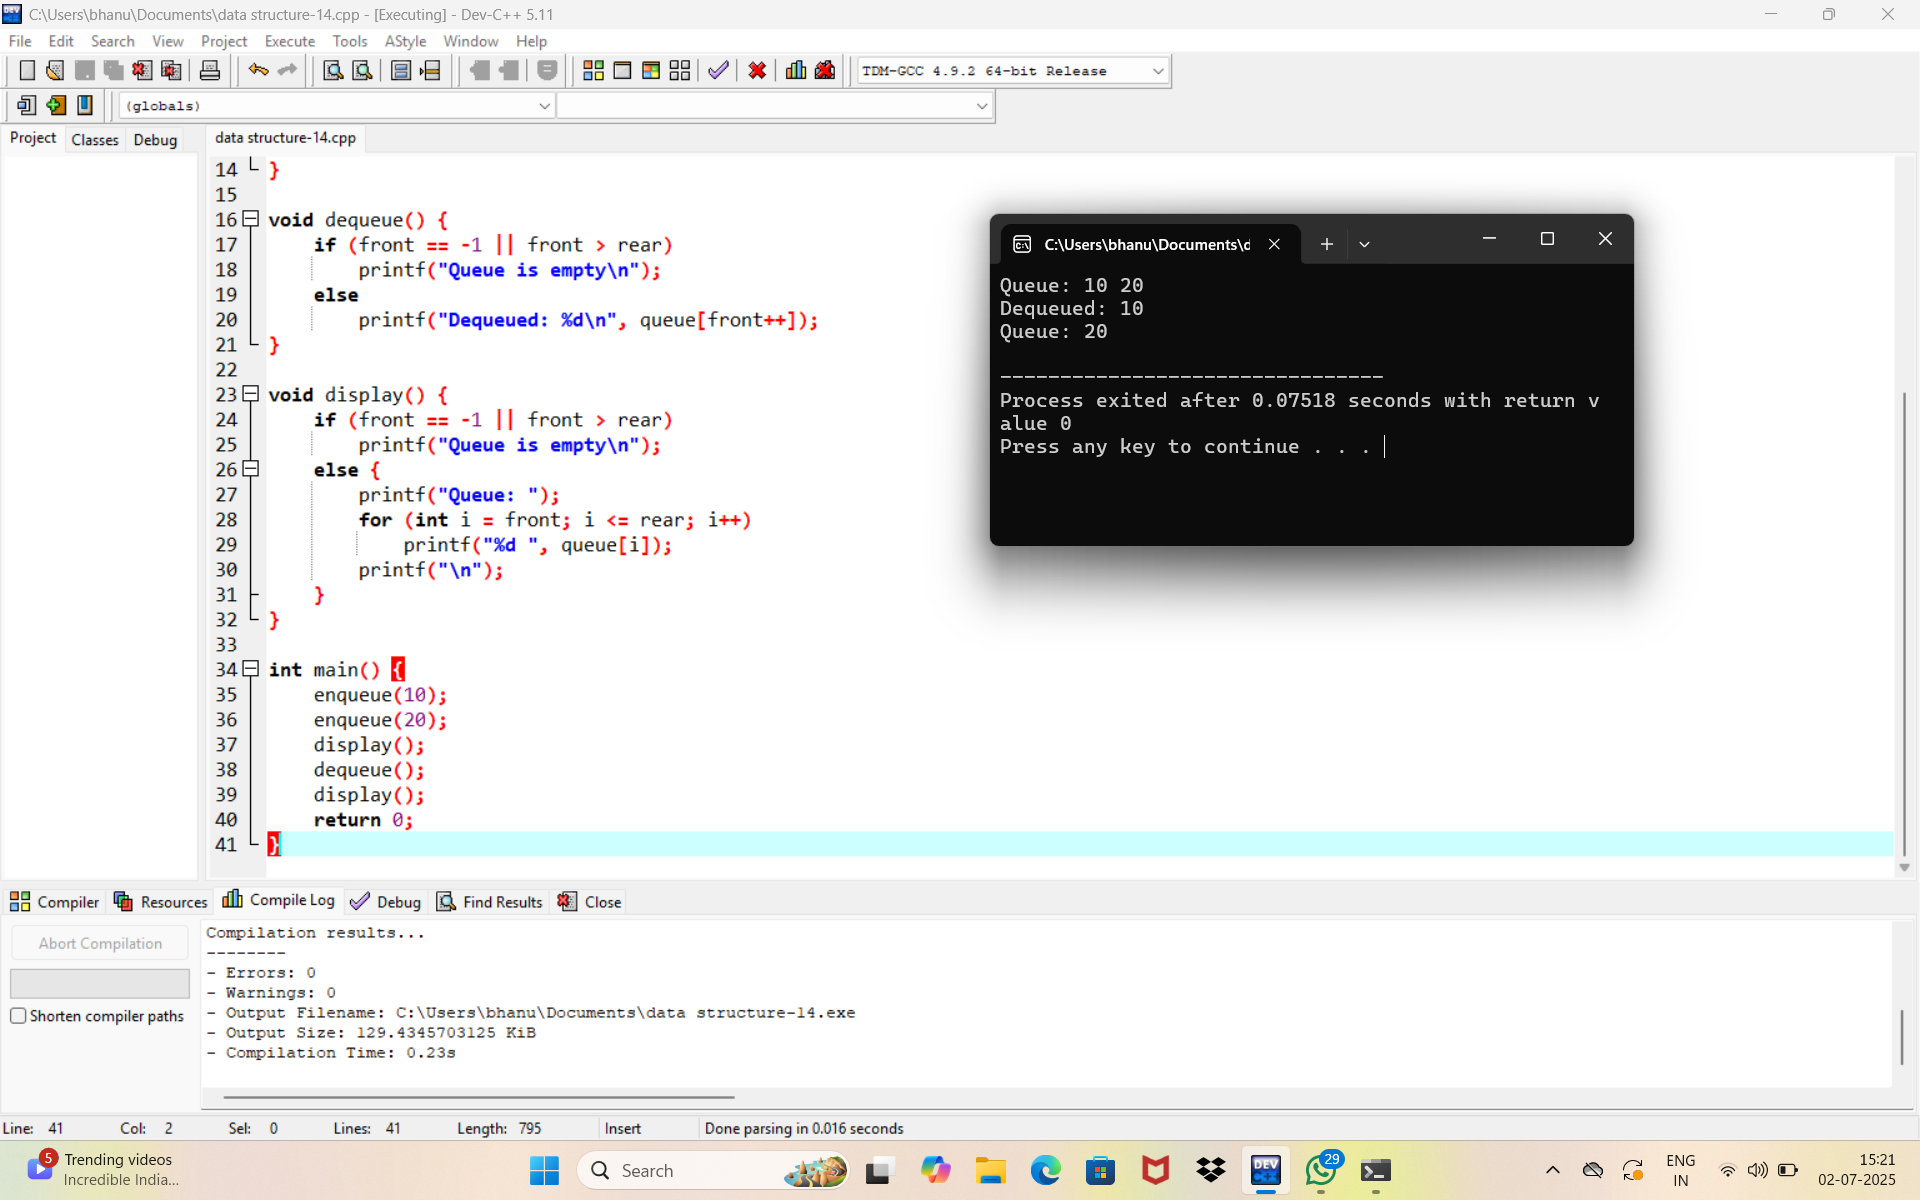 C:\Users\bhanu\Documents\data structure-14.cpp - [Executing] - Dev-C++ 5.11
File Edit Search View Project Execute Tools AStyle Window Help
TDM-GCC 4.9.2 64-bit Release
(globals)
Project Classes Debug data structure-14.cpp
14 }
15
16 void dequeue() {
17 if (front == -1 || front > rear)
18 printf("Queue is empty\n");
19 else
20 printf("Dequeued: %d\n", queue[front++]);
21 }
22
23 void display() {
24 if (front == -1 || front > rear)
25 printf("Queue is empty\n");
26 else {
27 printf("Queue: ");
28 for (int i = front; i <= rear; i++)
29 printf("%d ", queue[i]);
30 printf("\n");
31 }
32 }
33
34 int main() {
35 enqueue(10);
36 enqueue(20);
37 display();
38 dequeue();
39 display();
40 return 0;
41 }
C:\Users\bhanu\Documents\d
Queue: 10 20
Dequeued: 10
Queue: 20
--------------------------------
Process exited after 0.07518 seconds with return v
alue 0
Press any key to continue . . .
Compiler Resources Compile Log Debug Find Results Close
Abort Compilation
Shorten compiler paths
Compilation results...
--------
- Errors: 0
- Warnings: 0
- Output Filename: C:\Users\bhanu\Documents\data structure-14.exe
- Output Size: 129.4345703125 KiB
- Compilation Time: 0.23s
Line: 41 Col: 2 Sel: 0 Lines: 41 Length: 795 Insert Done parsing in 0.016 seconds
5
Trending videos
Incredible India...
Search
DEV
29
ENG
IN
15:21
02-07-2025